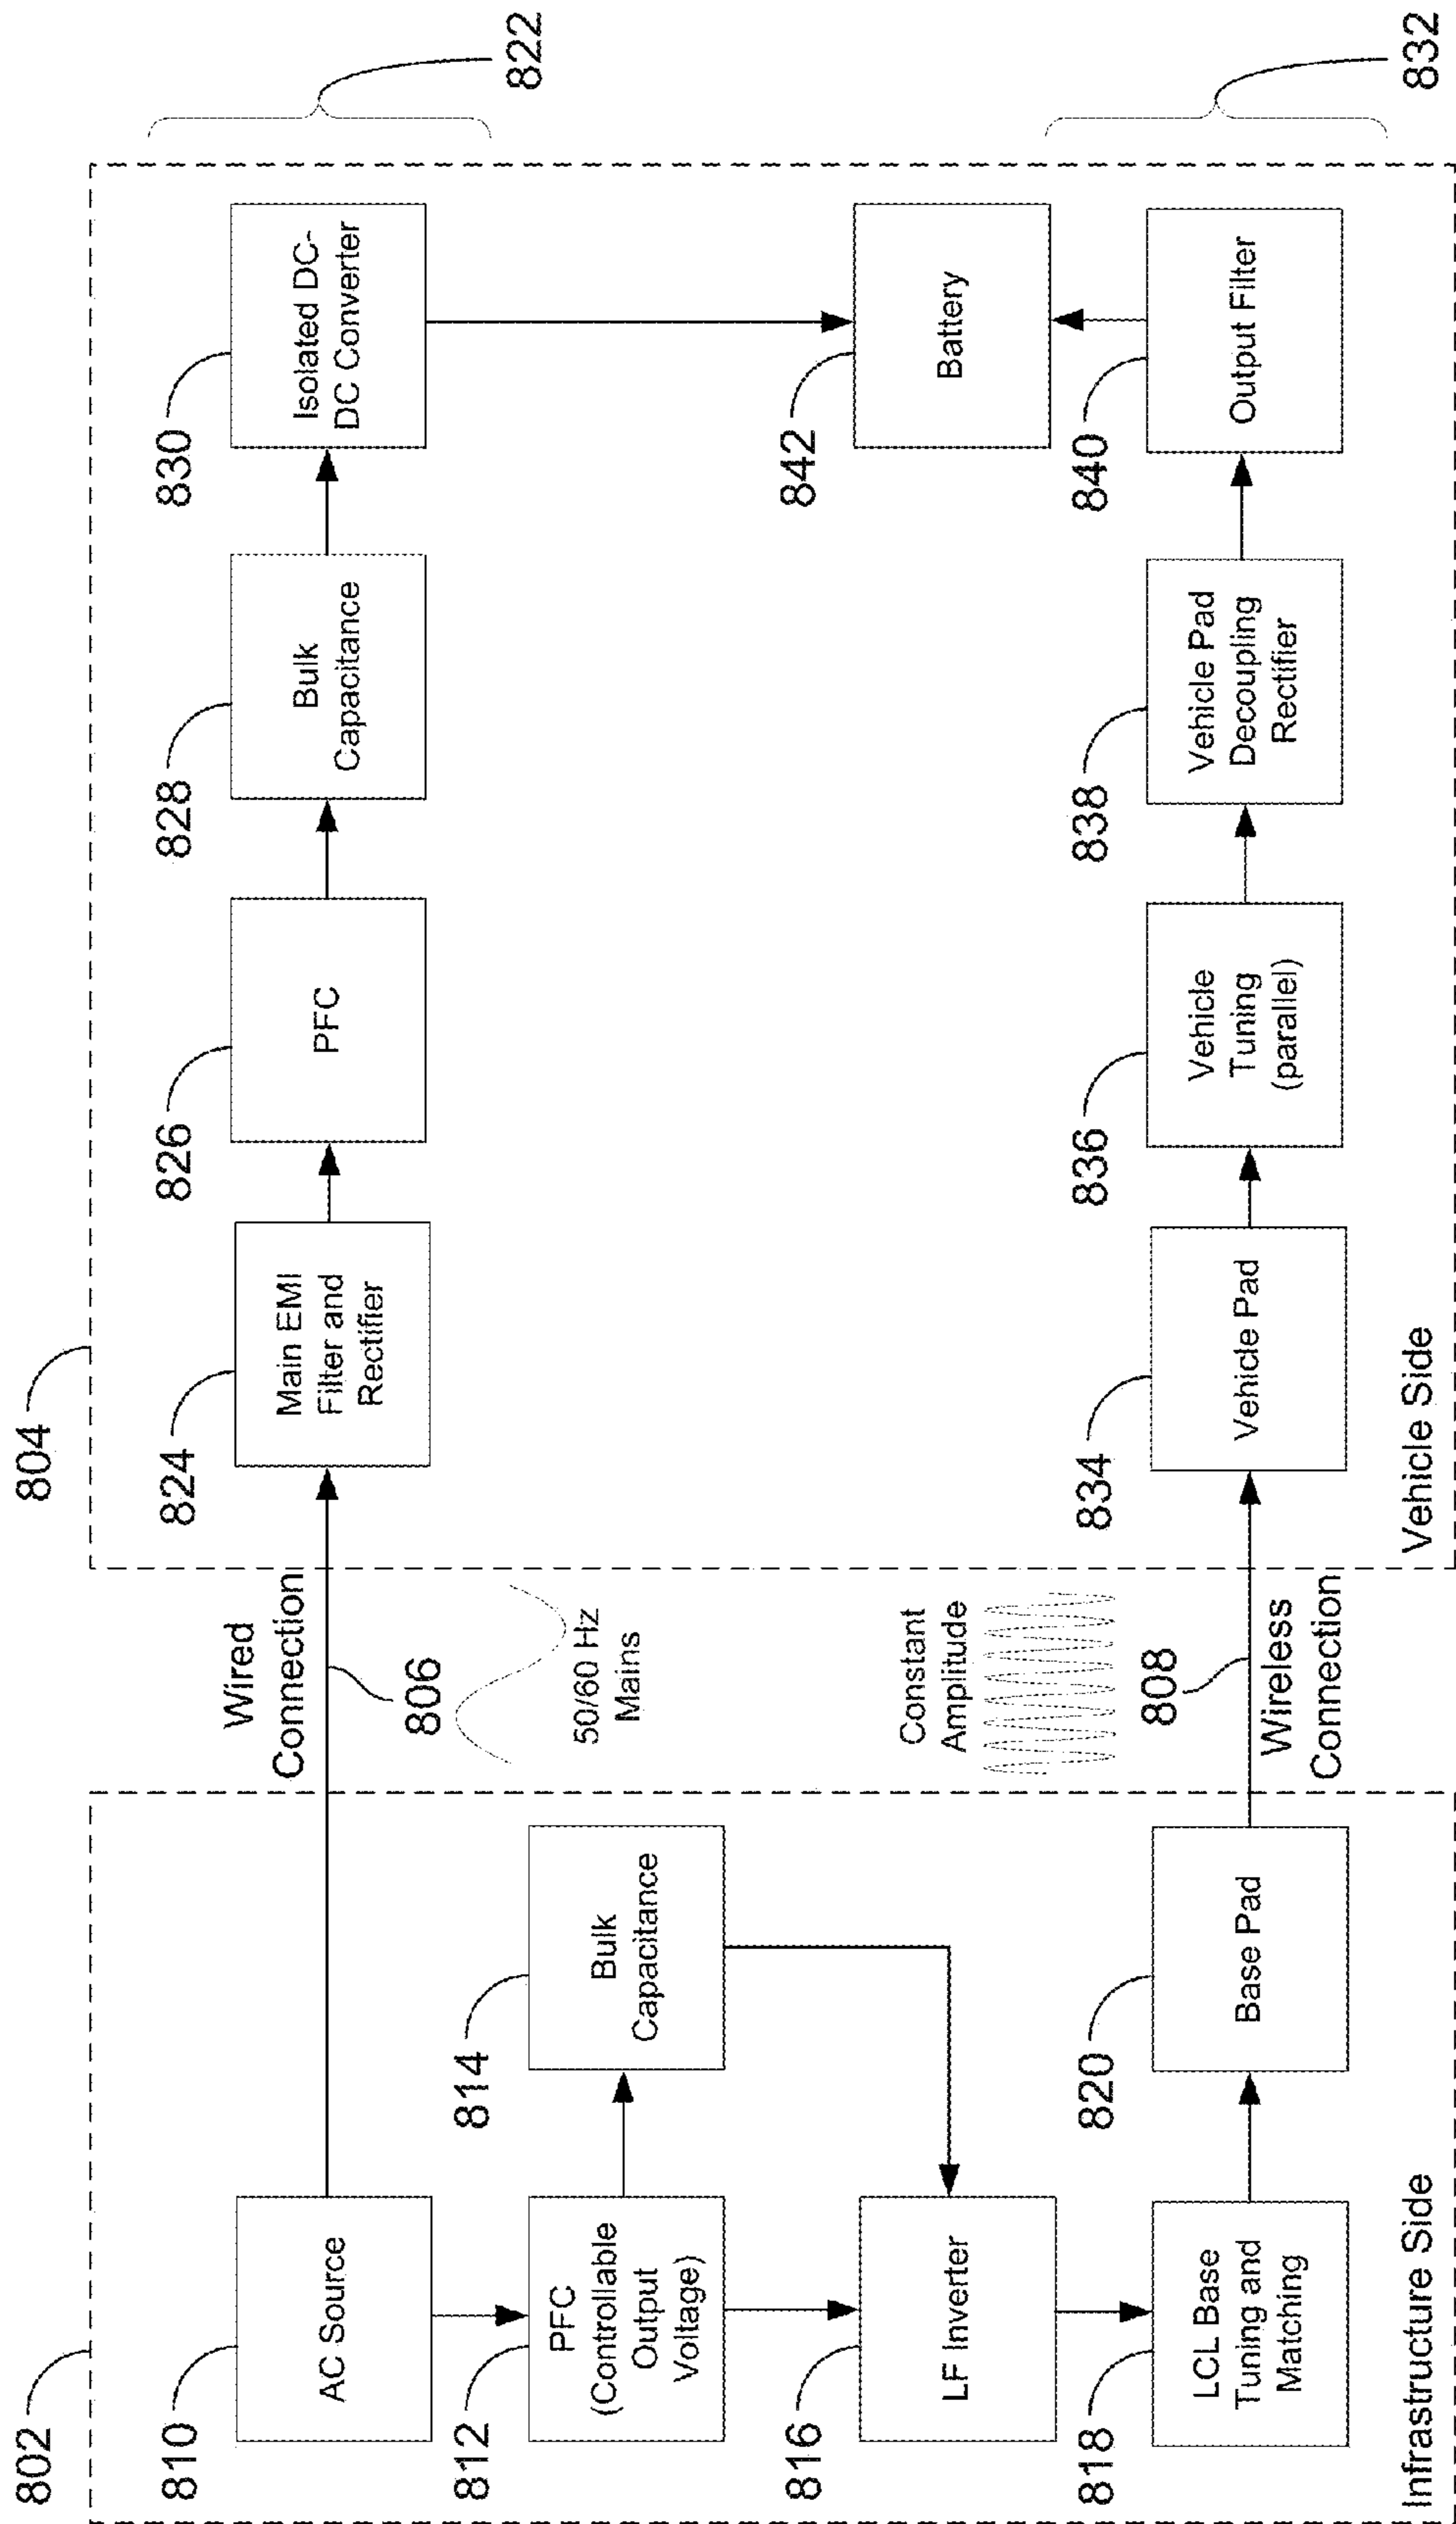 802
804
810
AC Source
Wired
Connection
806
50/60 Hz
Mains
824
Main EMI
Filter and
Rectifier
826
PFC
828
Bulk
Capacitance
830
Isolated DC-
DC Converter
822
812
PFC
(Controllable
Output
Voltage)
814
Bulk
Capacitance
816
LF Inverter
842
Battery
818
LCL Base
Tuning and
Matching
820
Base Pad
Constant
Amplitude
808
Wireless
Connection
834
Vehicle Pad
836
Vehicle
Tuning
(parallel)
838
Vehicle Pad
Decoupling
Rectifier
840
Output Filter
832
Infrastructure Side
Vehicle Side